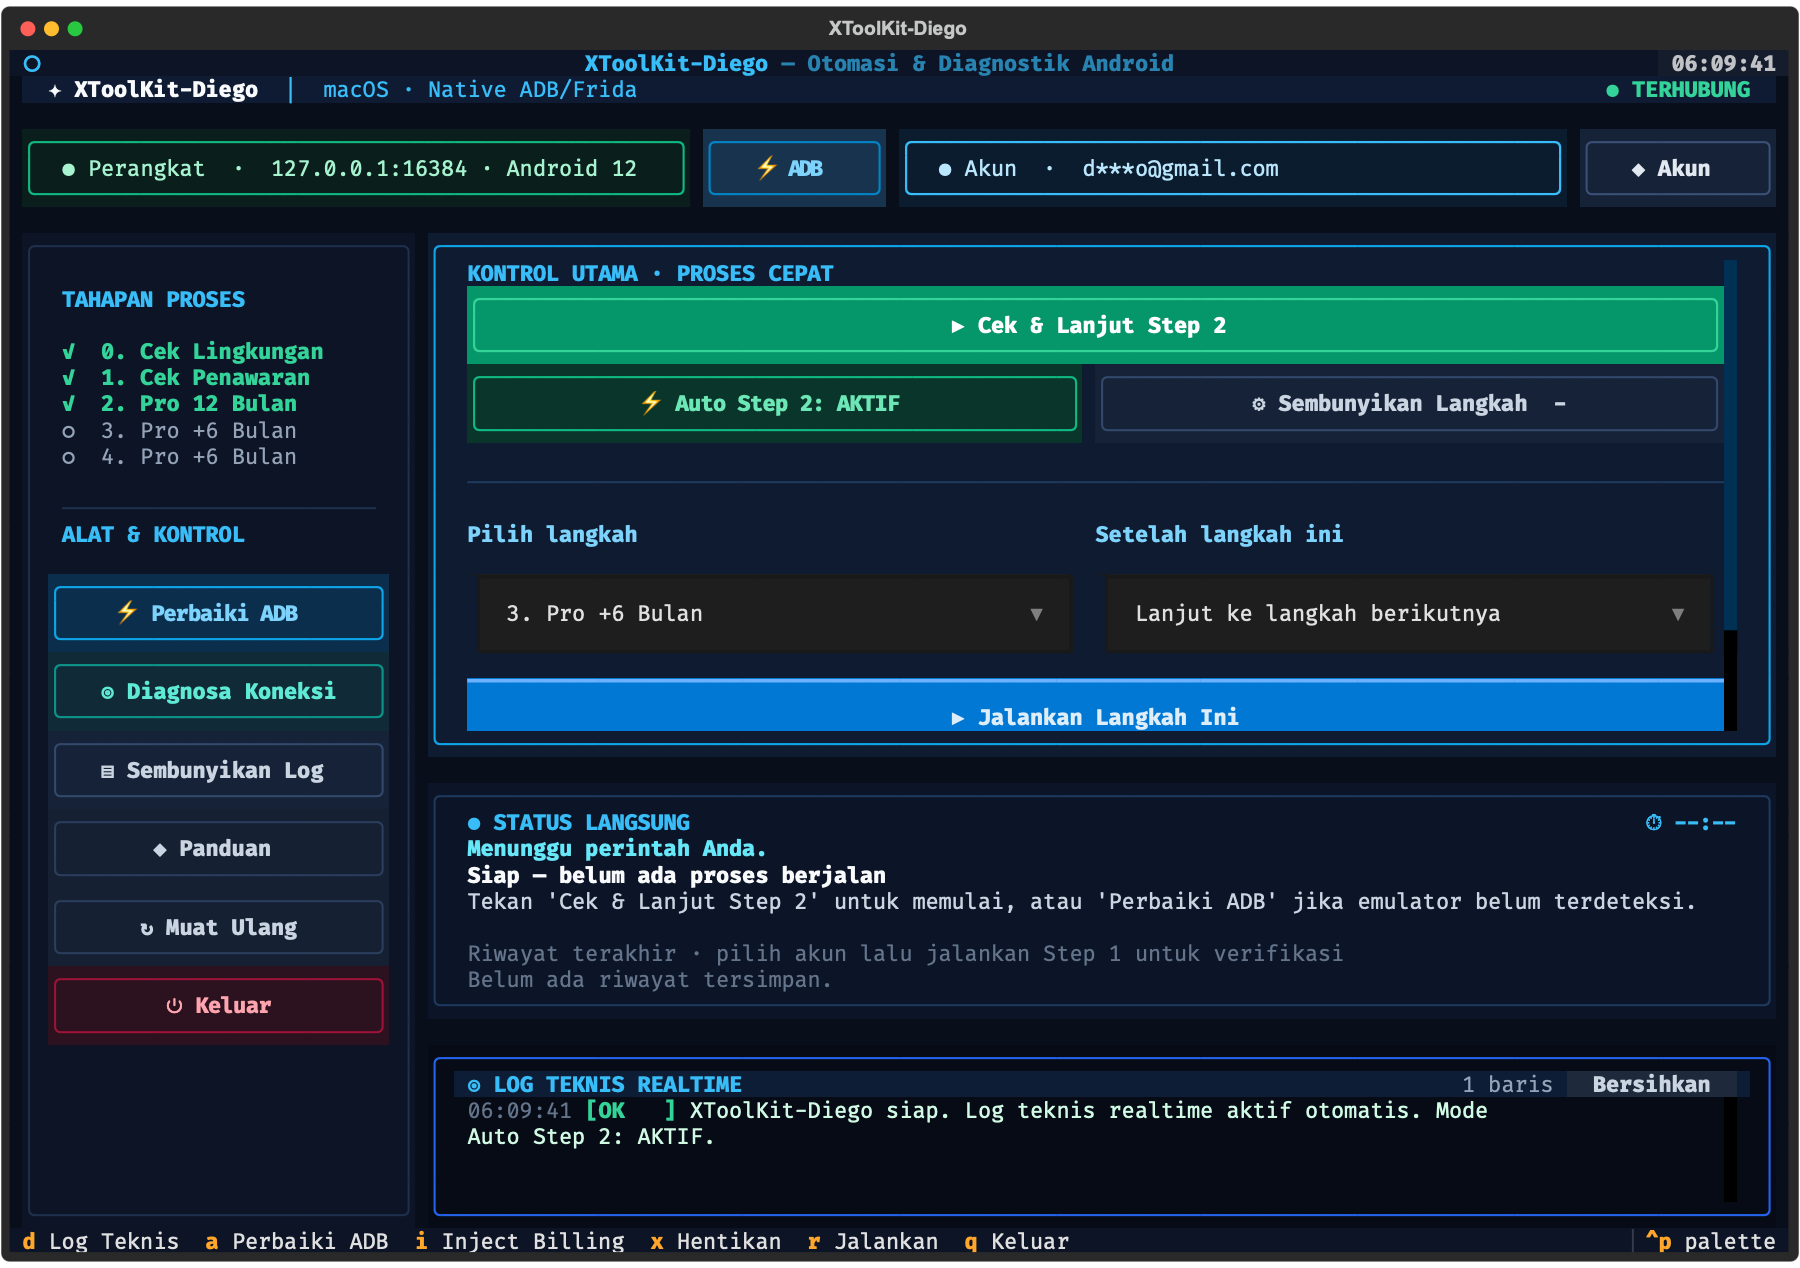 XToolKit-Diego
XToolKit-Diego — Otomasi & Diagnostik Android
06:09:41
✦ XToolKit-Diego │ macOS · Native ADB/Frida
● TERHUBUNG
● Perangkat · 127.0.0.1:16384 · Android 12
⚡ ADB
● Akun · d***o@gmail.com
◆ Akun
TAHAPAN PROSES
√ 0. Cek Lingkungan
√ 1. Cek Penawaran
√ 2. Pro 12 Bulan
○ 3. Pro +6 Bulan
○ 4. Pro +6 Bulan
ALAT & KONTROL
⚡ Perbaiki ADB
◎ Diagnosa Koneksi
▤ Sembunyikan Log
◆ Panduan
↻ Muat Ulang
⏻ Keluar
KONTROL UTAMA · PROSES CEPAT
▶ Cek & Lanjut Step 2
⚡ Auto Step 2: AKTIF
⚙ Sembunyikan Langkah −
Pilih langkah
Setelah langkah ini
3. Pro +6 Bulan ▼
Lanjut ke langkah berikutnya ▼
▶ Jalankan Langkah Ini
● STATUS LANGSUNG
⏱ --:--
Menunggu perintah Anda.
Siap — belum ada proses berjalan
Tekan 'Cek & Lanjut Step 2' untuk memulai, atau 'Perbaiki ADB' jika emulator belum terdeteksi.
Riwayat terakhir · pilih akun lalu jalankan Step 1 untuk verifikasi
Belum ada riwayat tersimpan.
◎ LOG TEKNIS REALTIME
1 baris
Bersihkan
06:09:41 [OK   ] XToolKit-Diego siap. Log teknis realtime aktif otomatis. Mode
Auto Step 2: AKTIF.
d Log Teknis a Perbaiki ADB i Inject Billing x Hentikan r Jalankan q Keluar
^p palette